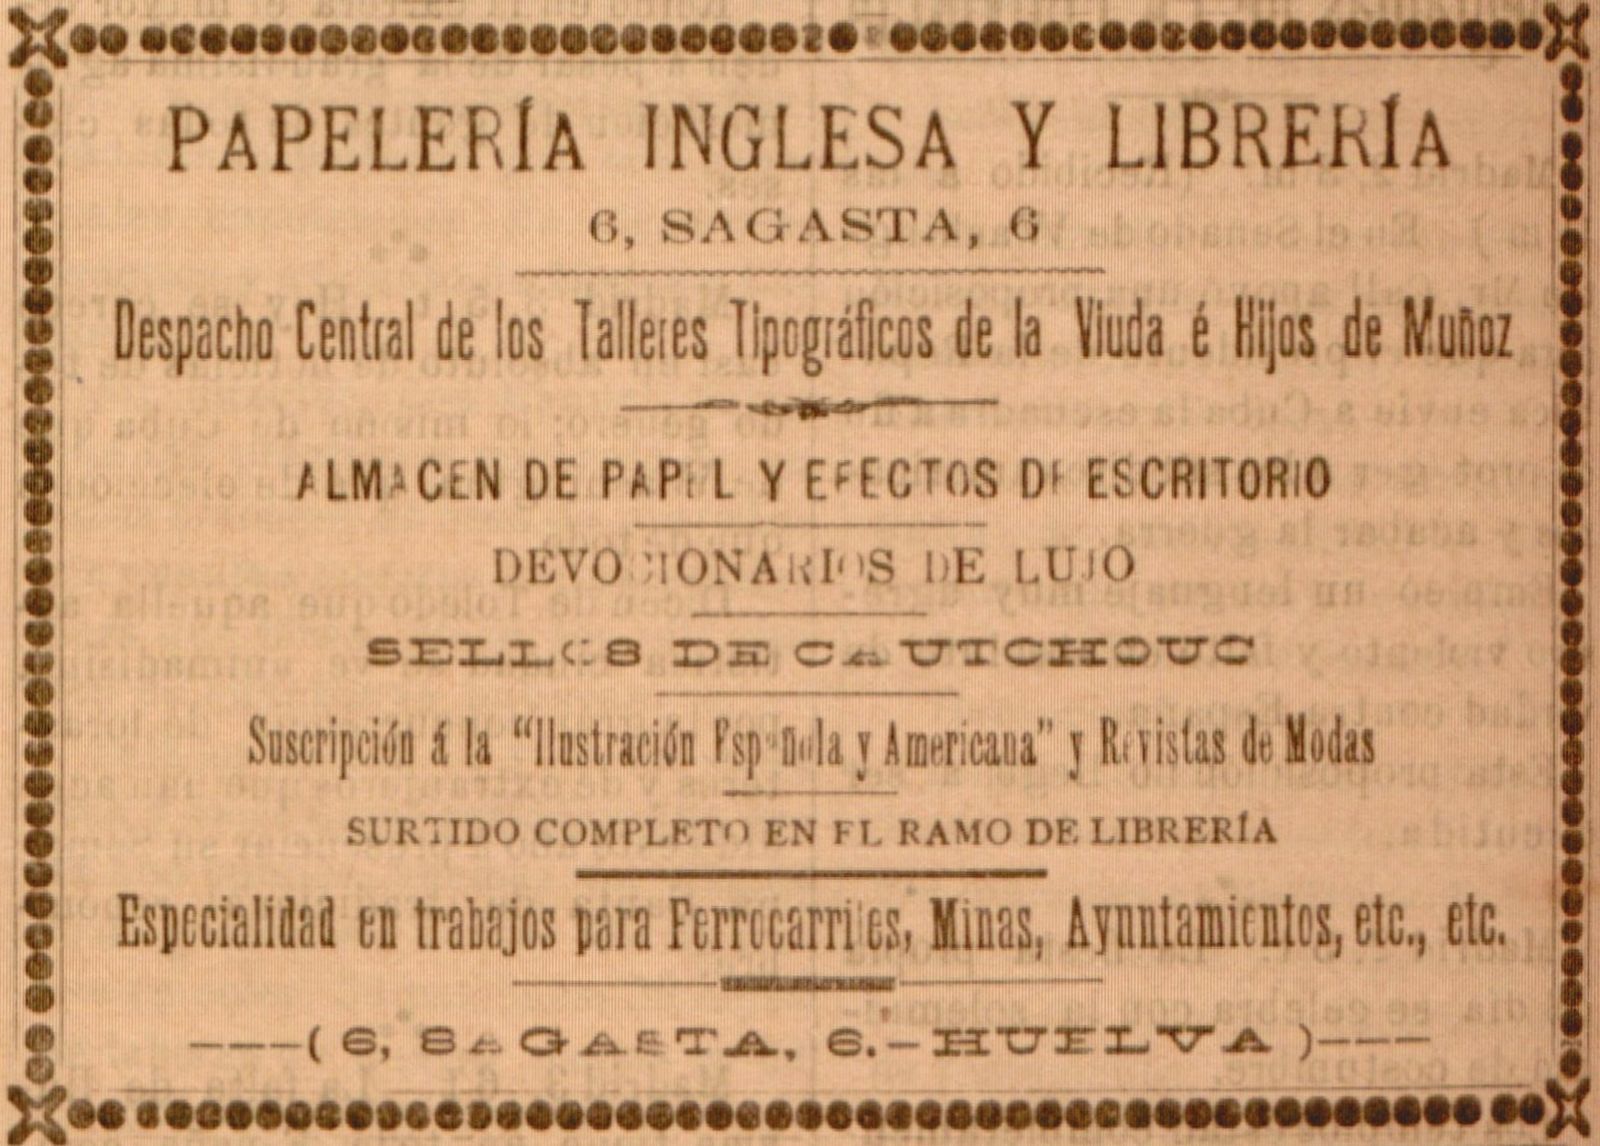 PAPELERÍA INGLESA Y LIBRERÍA
6, SAGASTA, 6
Despacho Central de los Talleres Tipográficos de la Viuda é Hijos de Muñoz
ALMACEN DE PAPEL Y EFECTOS DE ESCRITORIO
DEVOCIONARIOS DE LUJO
SELLOS DE CAUTCHOUC
Suscripción á la "Ilustración Española y Americana" y Revistas de Modas
SURTIDO COMPLETO EN EL RAMO DE LIBRERÍA
Especialidad en trabajos para Ferrocarriles, Minas, Ayuntamientos, etc., etc.
---( 6, SAGASTA, 6.-HUELVA )---